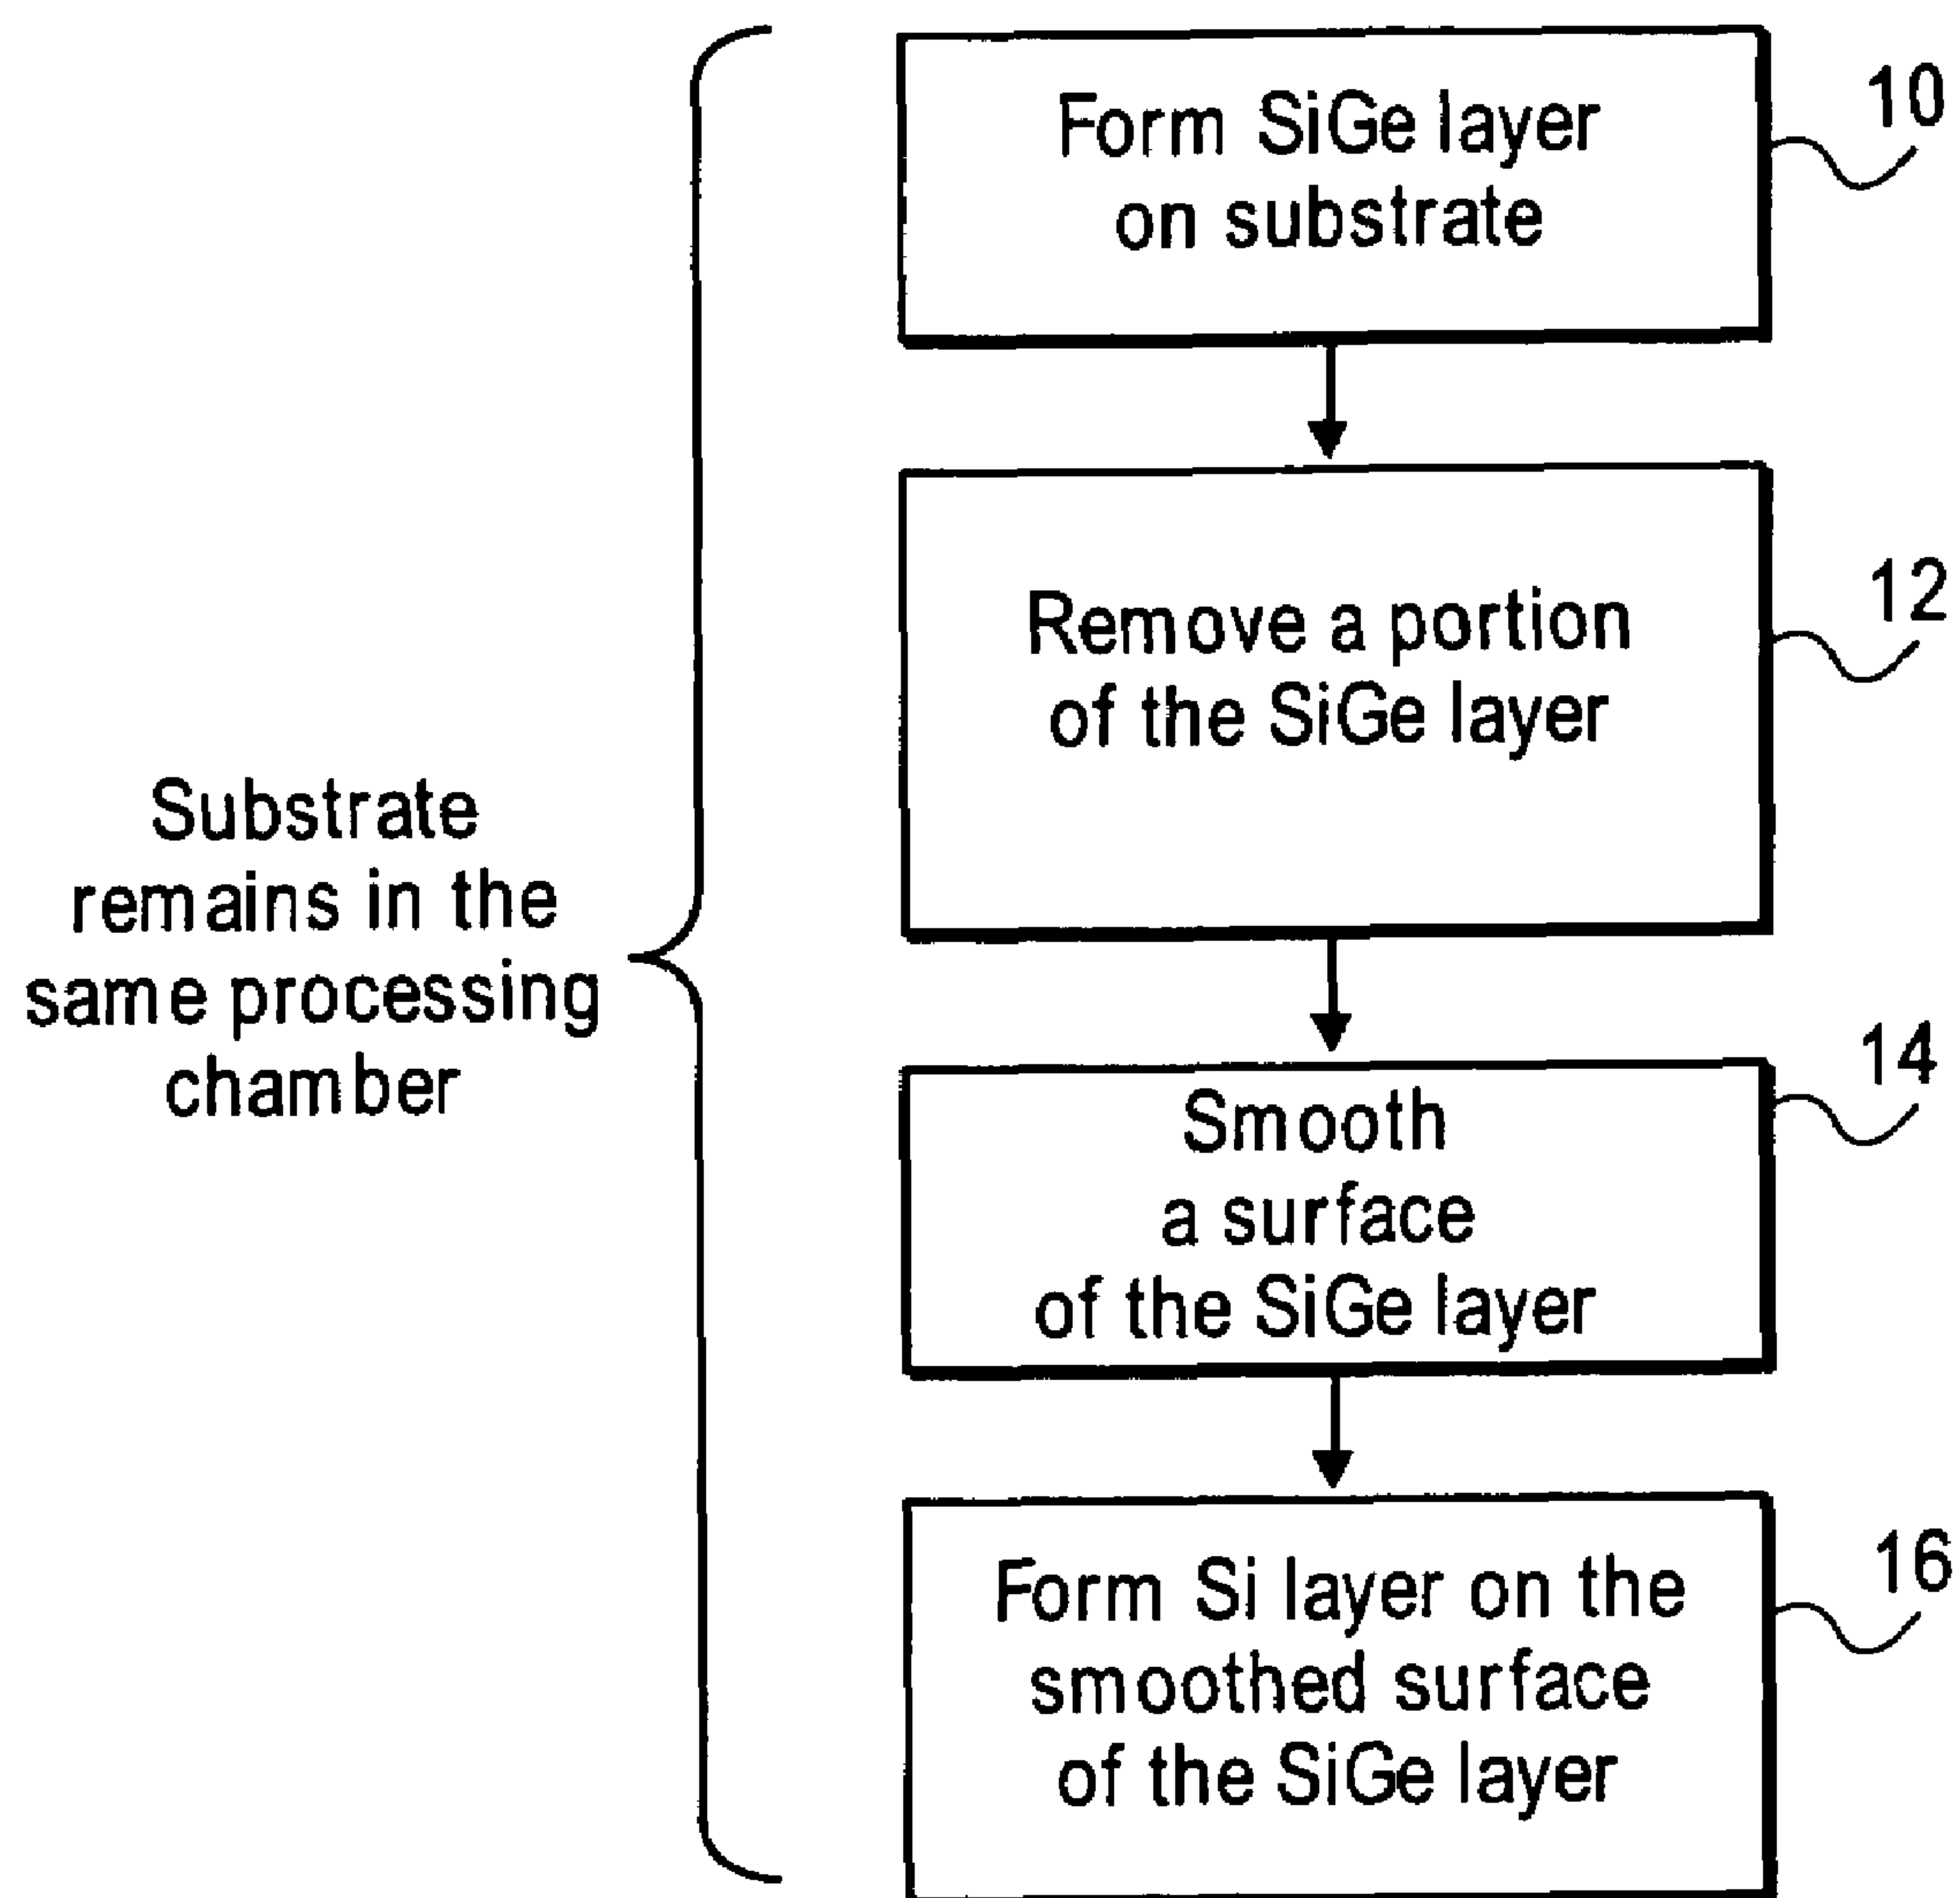 Form SiGe layer
on substrate
10
Remove a portion
of the SiGe layer
12
Substrate
remains in the
same processing
chamber
Smooth
a surface
of the SiGe layer
14
Form Si layer on the
smoothed surface
of the SiGe layer
16